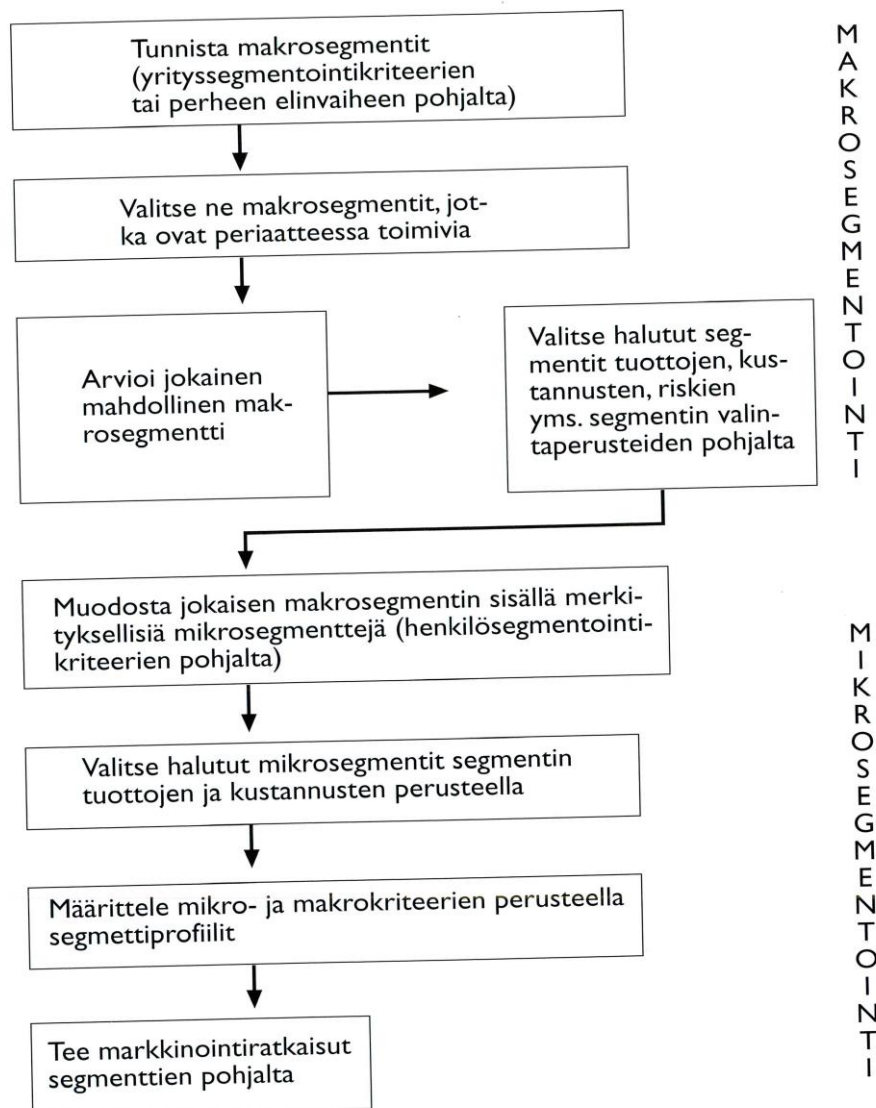 Tunnista makrosegmentit
(yrityssegmentointikriteerien
tai perheen elinvaiheen pohjalta)
Valitse ne makrosegmentit, jot-
ka ovat periaatteessa toimivia
Arvioi jokainen
mahdollinen mak-
rosegmentti
Valitse halutut seg-
mentit tuottojen, kus-
tannusten, riskien
yms. segmentin valin-
taperusteiden pohjalta
MAKROSEGMENTOINTI
Muodosta jokaisen makrosegmentin sisällä merki-
tyksellisiä mikrosegmenttejä (henkilösegmentointi-
kriteerien pohjalta)
Valitse halutut mikrosegmentit segmentin
tuottojen ja kustannusten perusteella
Määrittele mikro- ja makrokriteerien perusteella
segmettiprofiilit
Tee markkinointiratkaisut
segmenttien pohjalta
MIKROSEGMENTOINTI